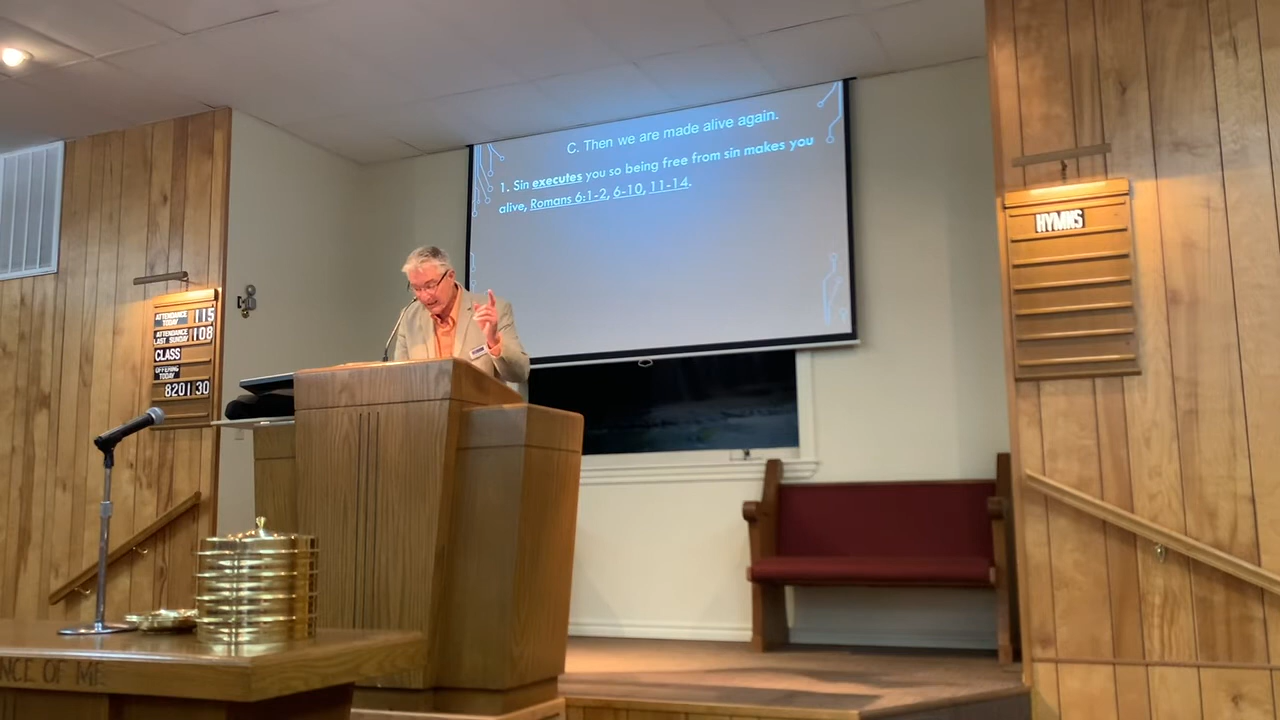 C. Then we are made alive again.
1. Sin executes you so being free from sin makes you
alive, Romans 6:1-2, 6-10, 11-14.
HYMNS
ATTENDANCE
TODAY 115
ATTENDANCE
LAST SUNDAY 108
CLASS
OFFERING
TODAY
8201 30
NCE OF ME